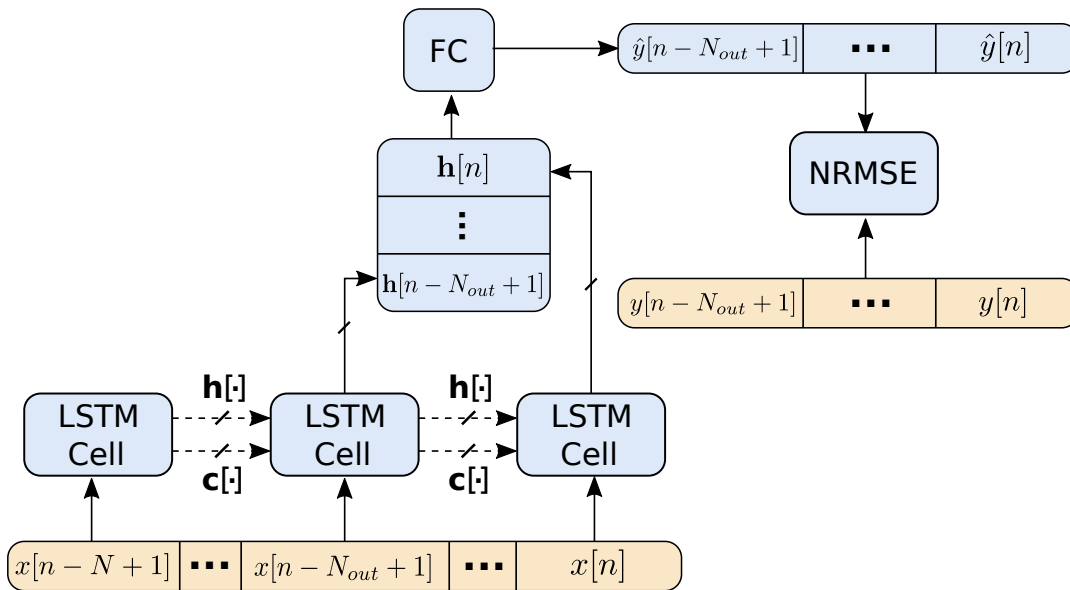 FC
ŷ[n − N_out + 1] ... ŷ[n]
h[n]
⋮
h[n − N_out + 1]
NRMSE
y[n − N_out + 1] ... y[n]
h[·] h[·]
LSTM Cell
LSTM Cell
LSTM Cell
c[·] c[·]
x[n − N + 1] ... x[n − N_out + 1] ... x[n]